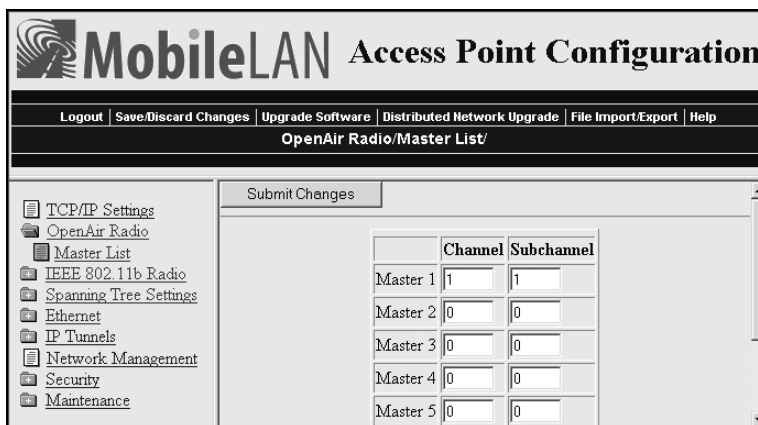 MobileLAN Access Point Configuration
Logout | Save/Discard Changes | Upgrade Software | Distributed Network Upgrade | File Import/Export | Help
OpenAir Radio/Master List/
Submit Changes
TCP/IP Settings
OpenAir Radio
Master List
IEEE 802.11b Radio
Spanning Tree Settings
Ethernet
IP Tunnels
Network Management
Security
Maintenance
Channel Subchannel
Master 1 1 1
Master 2 0 0
Master 3 0 0
Master 4 0 0
Master 5 0 0